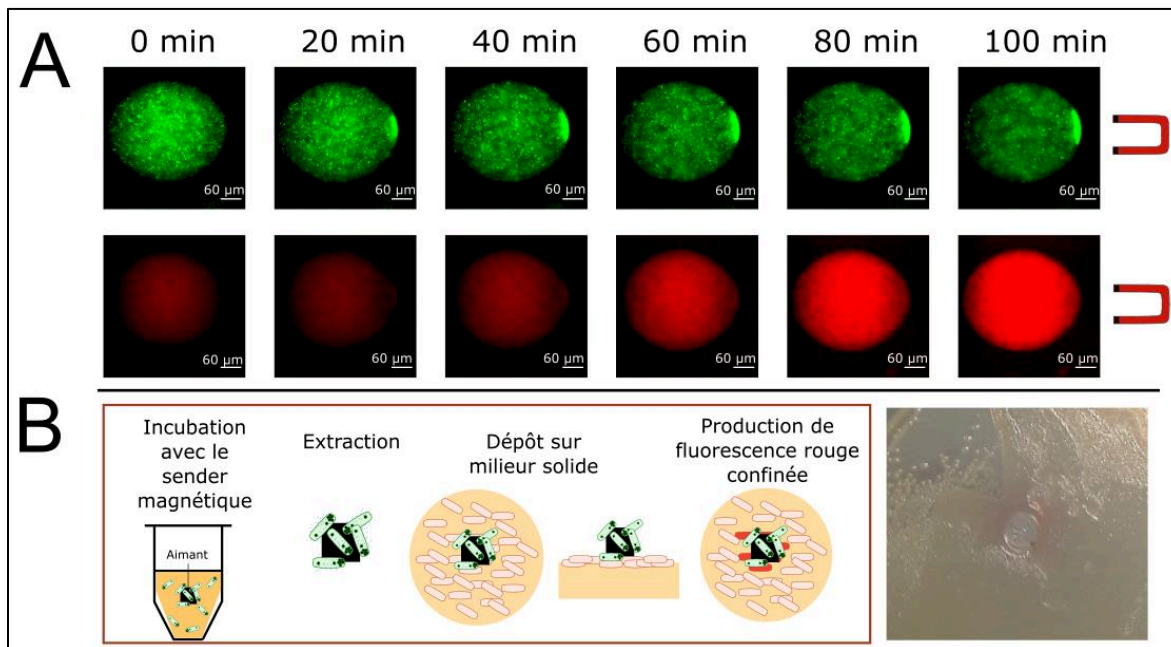 A
0 min 20 min 40 min 60 min 80 min 100 min
60 µm 60 µm 60 µm 60 µm 60 µm 60 µm
60 µm 60 µm 60 µm 60 µm 60 µm 60 µm
B
Incubation
avec le
sender
magnétique
Aimant
Extraction
Dépôt sur
milieur solide
Production de
fluorescence rouge
confinée